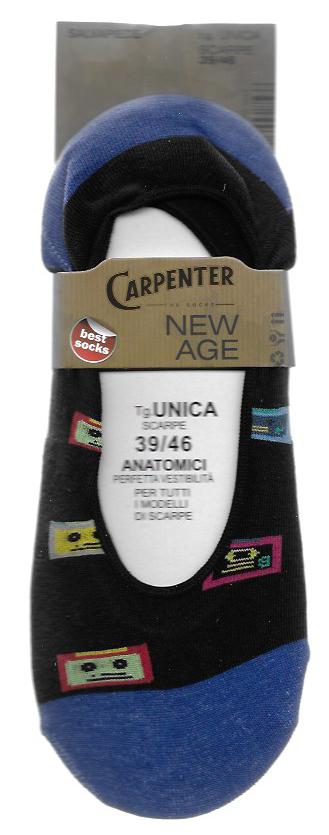 SALVAPIEDE
Tg. UNICA
SCARPE
39/46
CARPENTER
THE SOCKS
NEW
AGE
best
socks
Tg.UNICA
SCARPE
39/46
ANATOMICI
PERFETTA VESTIBILITÀ
PER TUTTI
I MODELLI
DI SCARPE